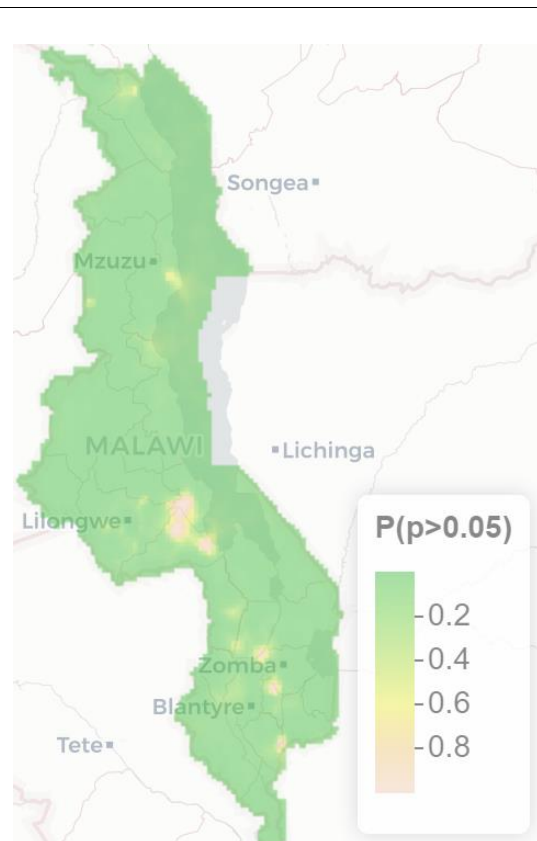 Songea
Mzuzu
MALAWI
Lichinga
Lilongwe
P(p>0.05)
0.2
0.4
0.6
0.8
Zomba
Blantyre
Tete